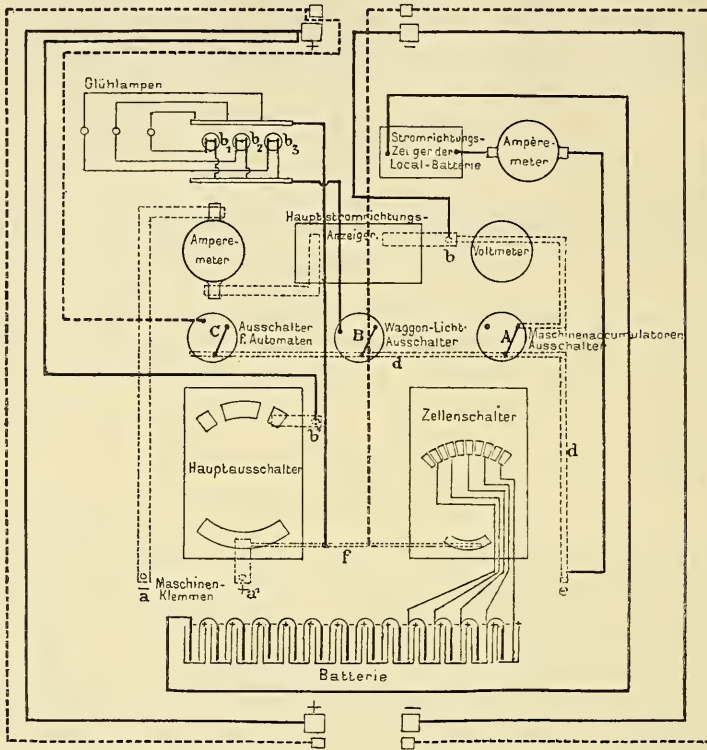 + −
Glühlampen
b₁ b₂ b₃
Stromrichtungs-
Zeiger der
Local-Batterie
Ampère-
meter
Ampere-
meter
Hauptstromrichtungs-
Anzeiger.
b
Voltmeter
C
Ausschalter
f. Automaten
B
Waggon-Licht-
Ausschalter
A
Maschinenaccumulatoren
Ausschalter
d
b
Hauptausschalter
Zellenschalter
d
f
− a
Maschinen-
Klemmen
+ a¹
e
Batterie
+ −